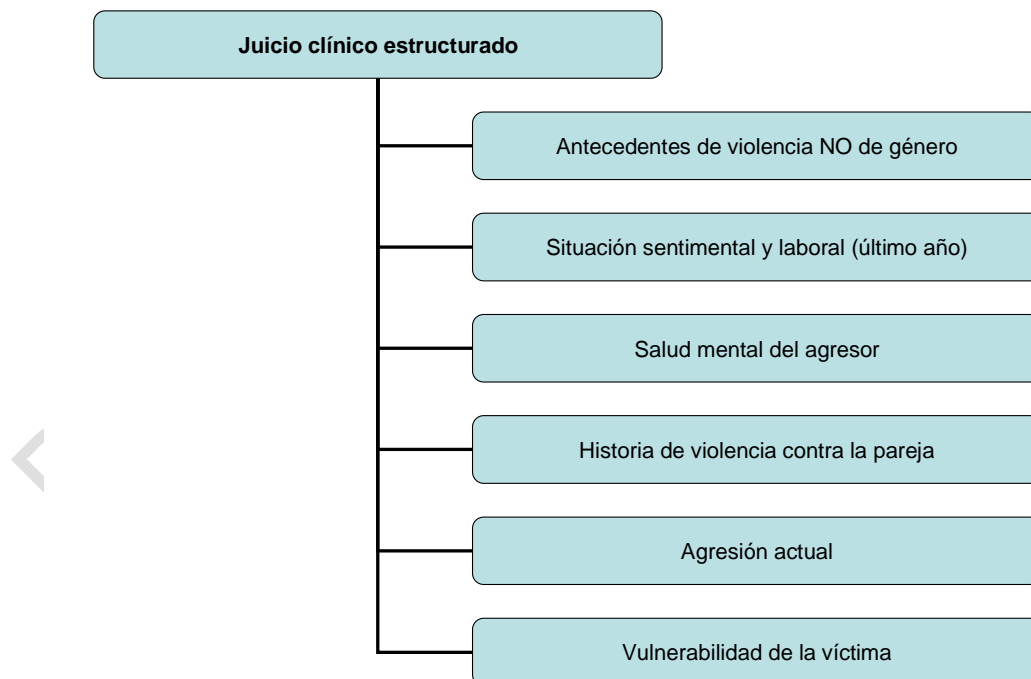 Juicio clínico estructurado
Antecedentes de violencia NO de género
Situación sentimental y laboral (último año)
Salud mental del agresor
Historia de violencia contra la pareja
Agresión actual
Vulnerabilidad de la víctima